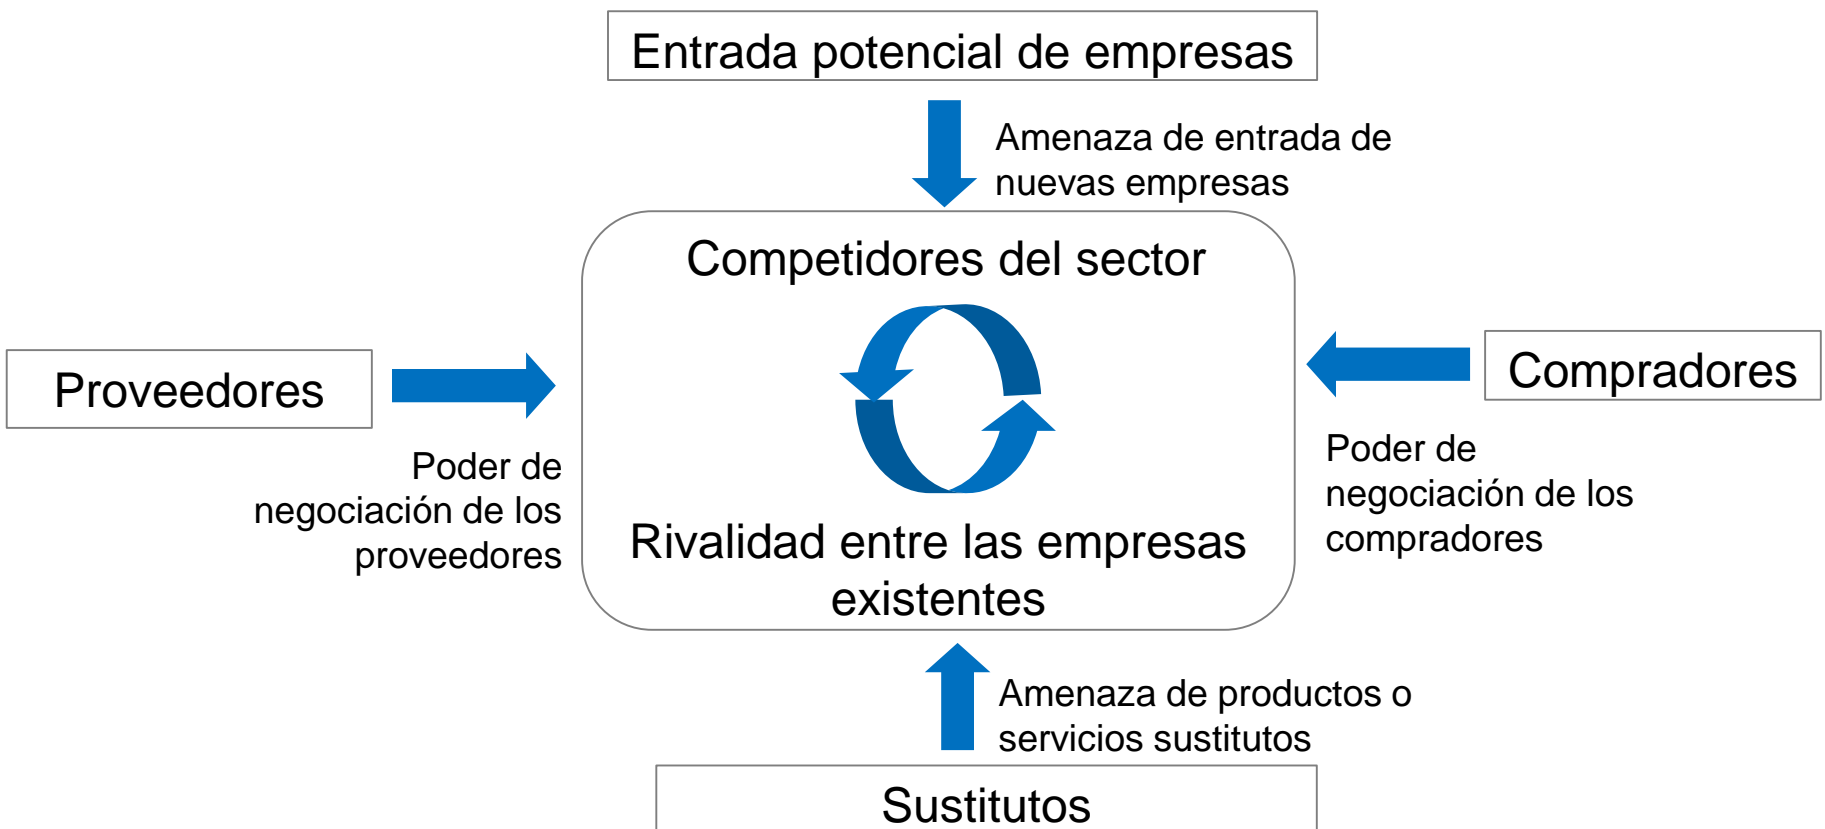 Entrada potencial de empresas
Amenaza de entrada de
nuevas empresas
Competidores del sector
Proveedores
Compradores
Poder de
negociación de los
proveedores
Poder de
negociación de los
compradores
Rivalidad entre las empresas
existentes
Amenaza de productos o
servicios sustitutos
Sustitutos